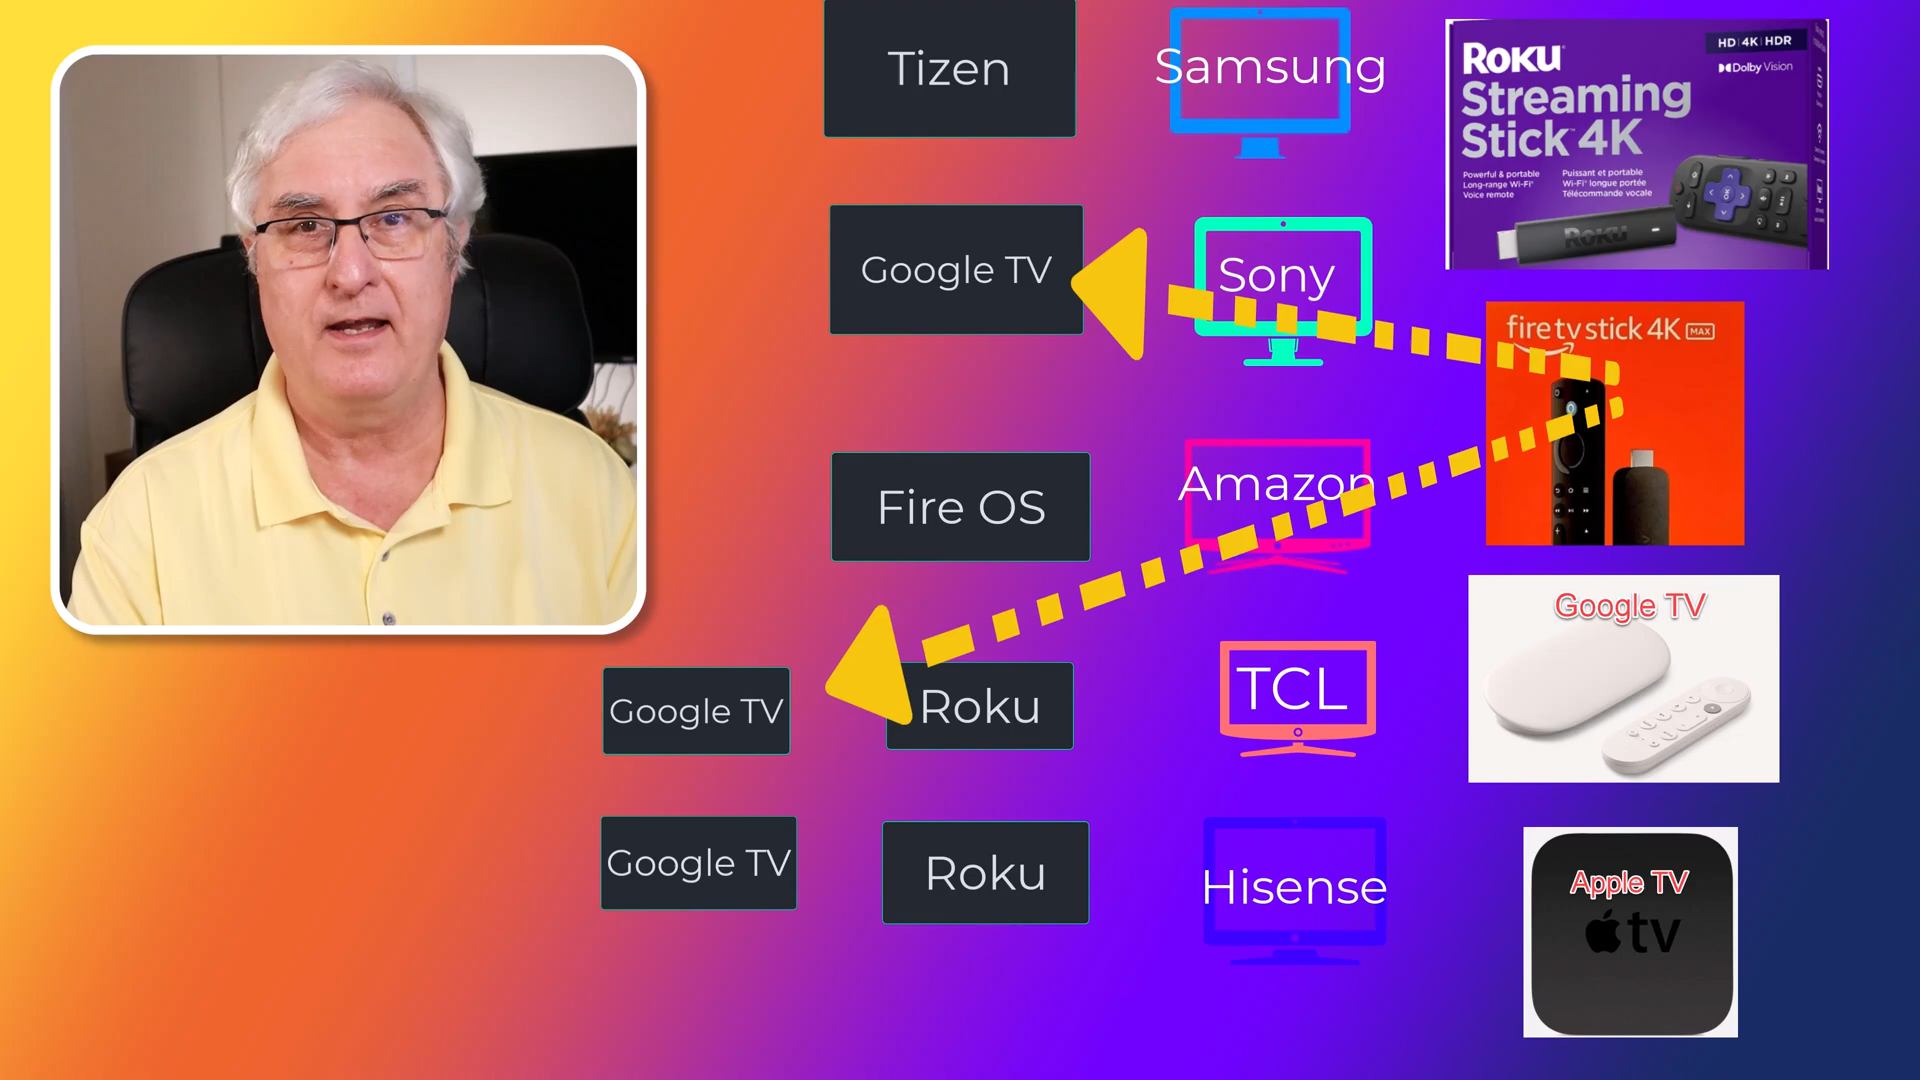 Tizen
Samsung
ROKU
HD 4K HDR
Dolby Vision
Streaming
Stick 4K
Powerful & portable
Long-range Wi-Fi
Voice remote
Puissant et portable
Wi-Fi longue portée
Télécommande vocale
OK
ROKU
Google TV
Sony
fire tv stick 4K MAX
Amazon
Fire OS
Google TV
Google TV
Roku
TCL
Google TV
Roku
Hisense
Apple TV
tv